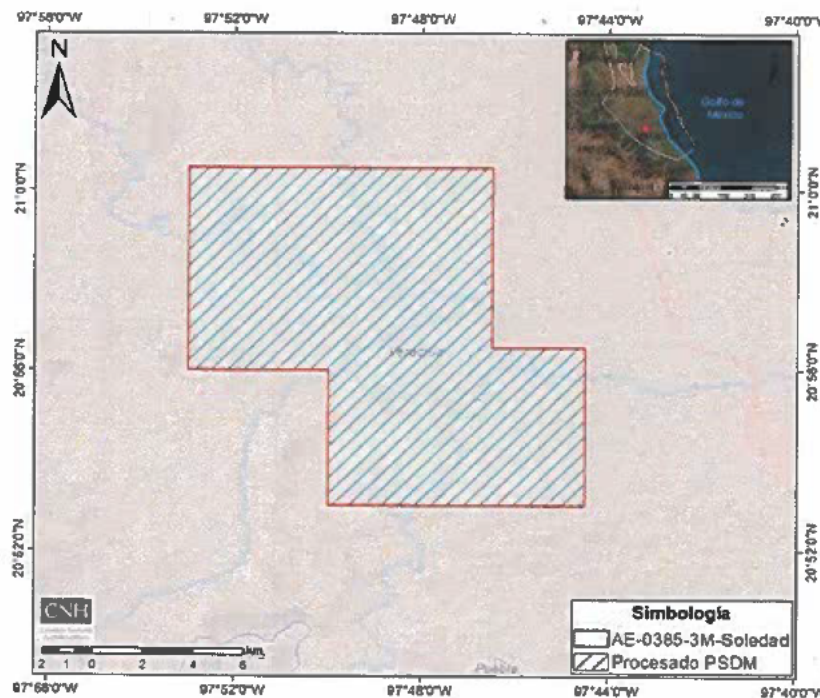 97°56'0"W 97°52'0"W 97°48'0"W 97°44'0"W 97°40'0"W
N
Golfo de
México
21°0'0"N 21°0'0"N
20°56'0"N 20°56'0"N
Veracruz
20°52'0"N 20°52'0"N
CNH
Simbología
AE-0385-3M-Soledad
Procesado PSDM
2 1 0 2 4 6
Km
Puebla
97°56'0"W 97°52'0"W 97°48'0"W 97°44'0"W 97°40'0"W